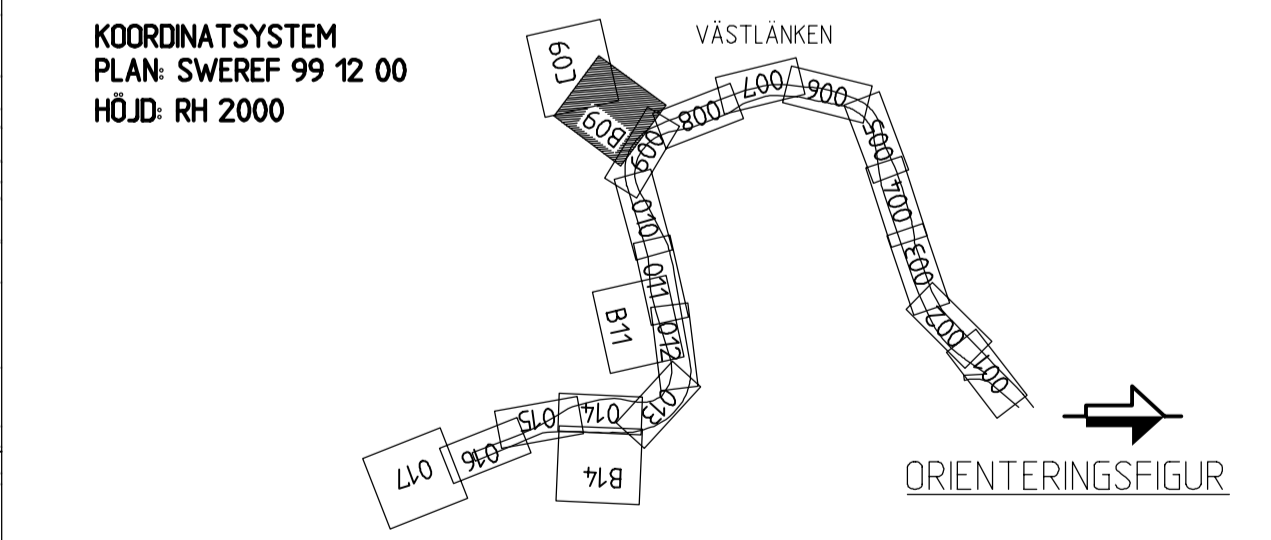 KOORDINATSYSTEM
PLAN: SWEREF 99 12 00
HÖJD: RH 2000
VÄSTLÄNKEN
C09
B09
009
008
007
006
005
004
003
002
001
010
011
B11
012
013
014
B14
015
016
017
ORIENTERINGSFIGUR